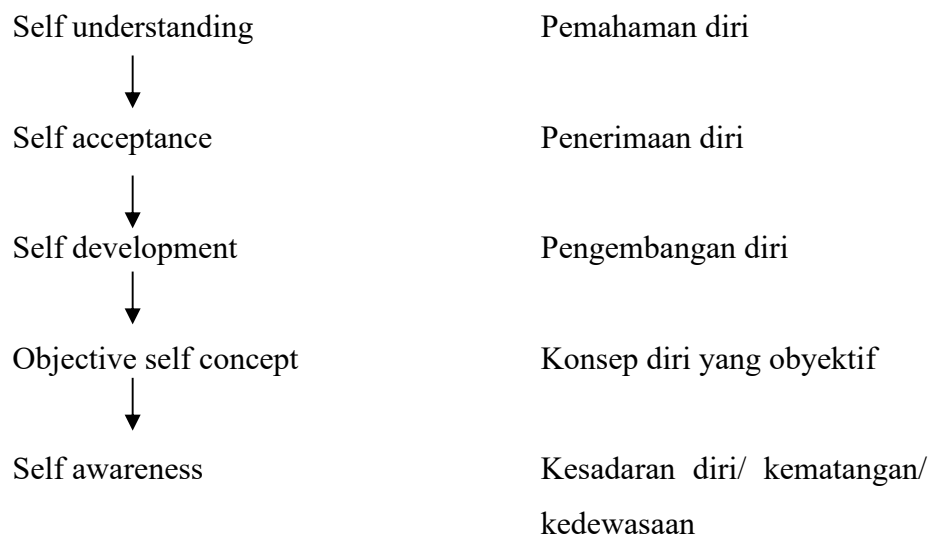 Self understanding Pemahaman diri
Self acceptance Penerimaan diri
Self development Pengembangan diri
Objective self concept Konsep diri yang obyektif
Self awareness Kesadaran diri/ kematangan/
kedewasaan